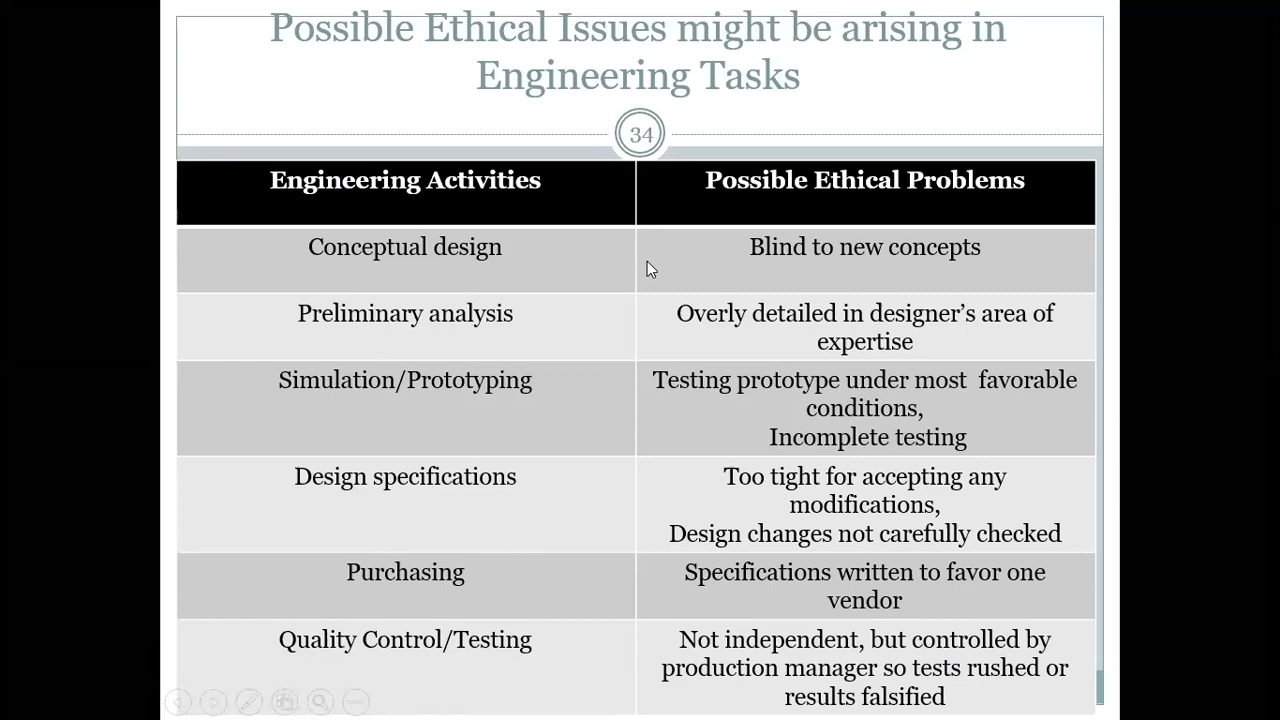 Possible Ethical Issues might be arising in
Engineering Tasks
34
Engineering Activities
Possible Ethical Problems
Conceptual design
Blind to new concepts
Preliminary analysis
Overly detailed in designer’s area of
expertise
Simulation/Prototyping
Testing prototype under most  favorable
conditions,
Incomplete testing
Design specifications
Too tight for accepting any
modifications,
Design changes not carefully checked
Purchasing
Specifications written to favor one
vendor
Quality Control/Testing
Not independent, but controlled by
production manager so tests rushed or
results falsified